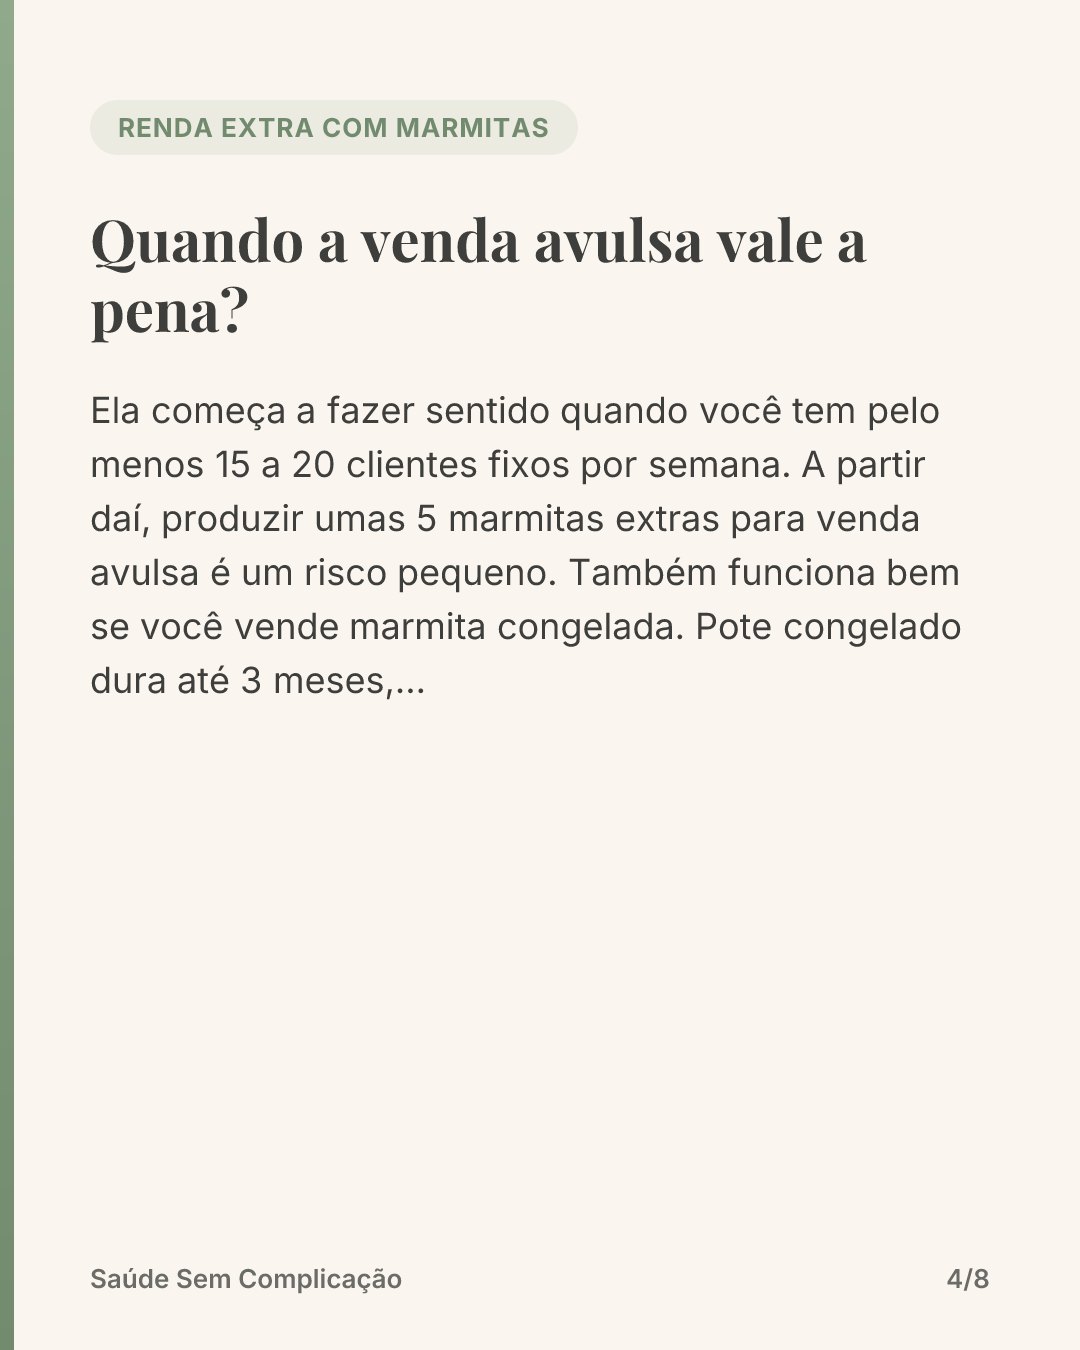 RENDA EXTRA COM MARMITAS
Quando a venda avulsa vale a
pena?
Ela começa a fazer sentido quando você tem pelo
menos 15 a 20 clientes fixos por semana. A partir
daí, produzir umas 5 marmitas extras para venda
avulsa é um risco pequeno. Também funciona bem
se você vende marmita congelada. Pote congelado
dura até 3 meses,...
Saúde Sem Complicação
4/8